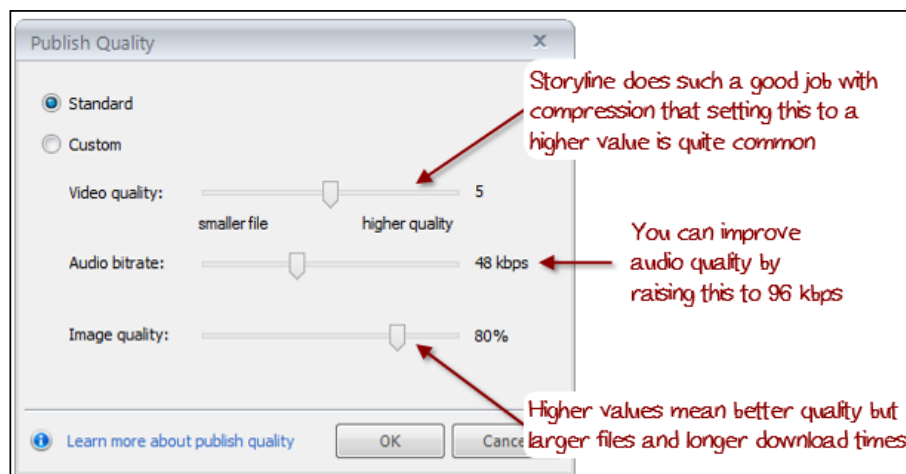 Publish Quality
x
Standard
Custom
Storyline does such a good job with
compression that setting this to a
higher value is quite common
Video quality:
5
smaller file
higher quality
Audio bitrate:
48 kbps
You can improve
audio quality by
raising this to 96 kbps
Image quality:
80%
Higher values mean better quality but
larger files and longer download times
Learn more about publish quality
OK
Cance